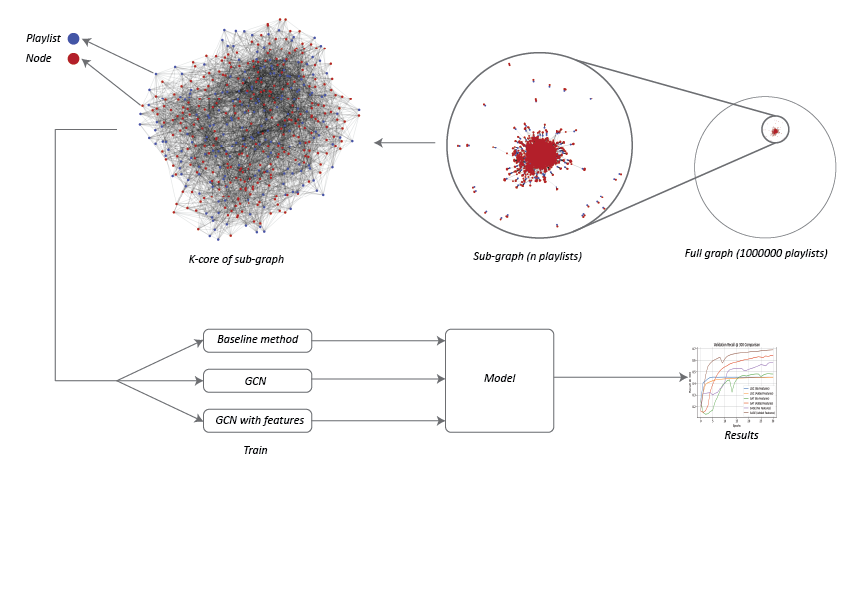 Playlist
Node
K-core of sub-graph
Sub-graph (n playlists)
Full graph (1000000 playlists)
Baseline method
GCN
GCN with features
Train
Model
Validation Recall @ 300 Comparison
Epochs
Results